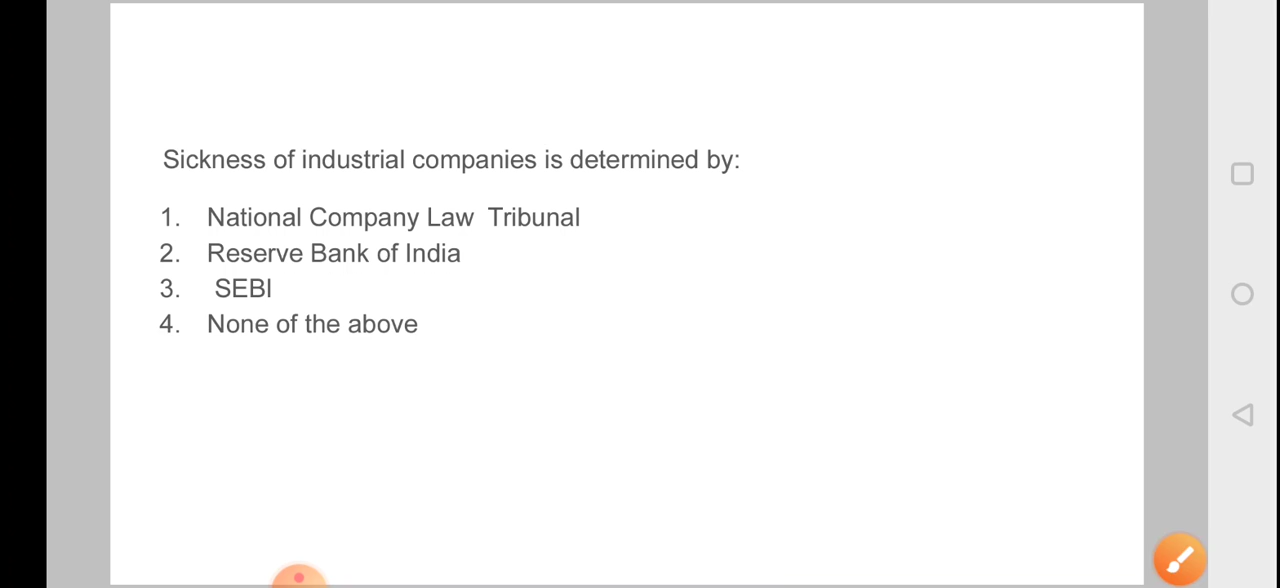 Sickness of industrial companies is determined by:
1. National Company Law Tribunal
2. Reserve Bank of India
3. SEBI
4. None of the above